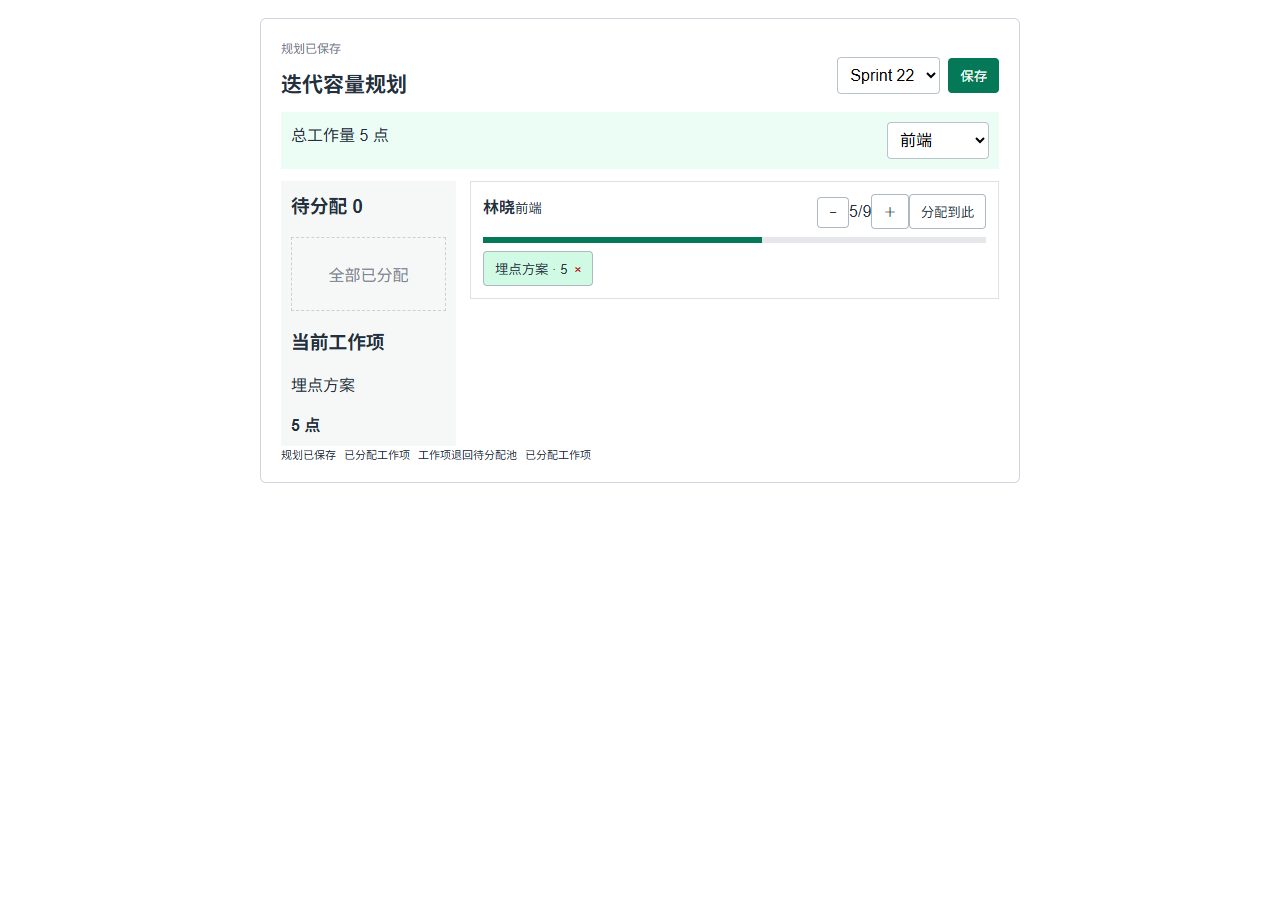 规划已保存
迭代容量规划
Sprint 22
保存
总工作量 5 点
前端
待分配 0
全部已分配
当前工作项
埋点方案
5 点
林晓前端
− 5/9 + 分配到此
埋点方案 · 5 ×
规划已保存 已分配工作项 工作项退回待分配池 已分配工作项